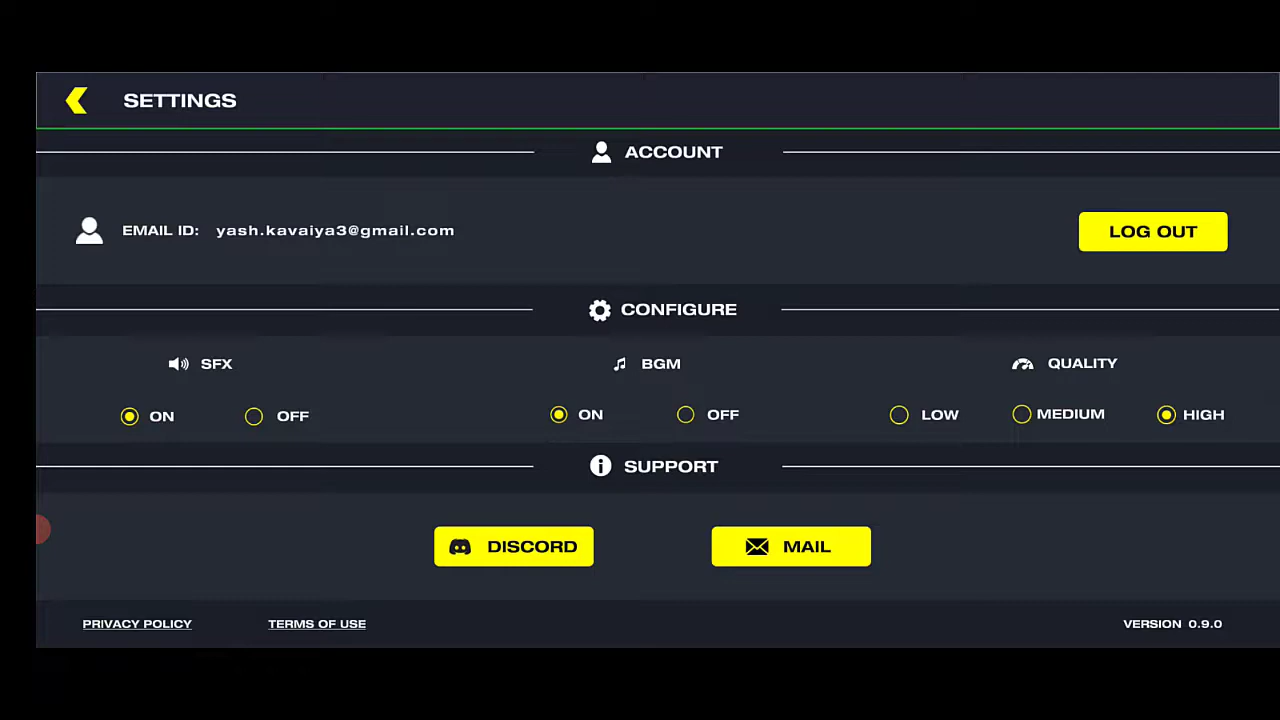 SETTINGS
ACCOUNT
EMAIL ID: yash.kavaiya3@gmail.com
LOG OUT
CONFIGURE
SFX
BGM
QUALITY
ON
OFF
ON
OFF
LOW
MEDIUM
HIGH
SUPPORT
DISCORD
MAIL
PRIVACY POLICY
TERMS OF USE
VERSION 0.9.0